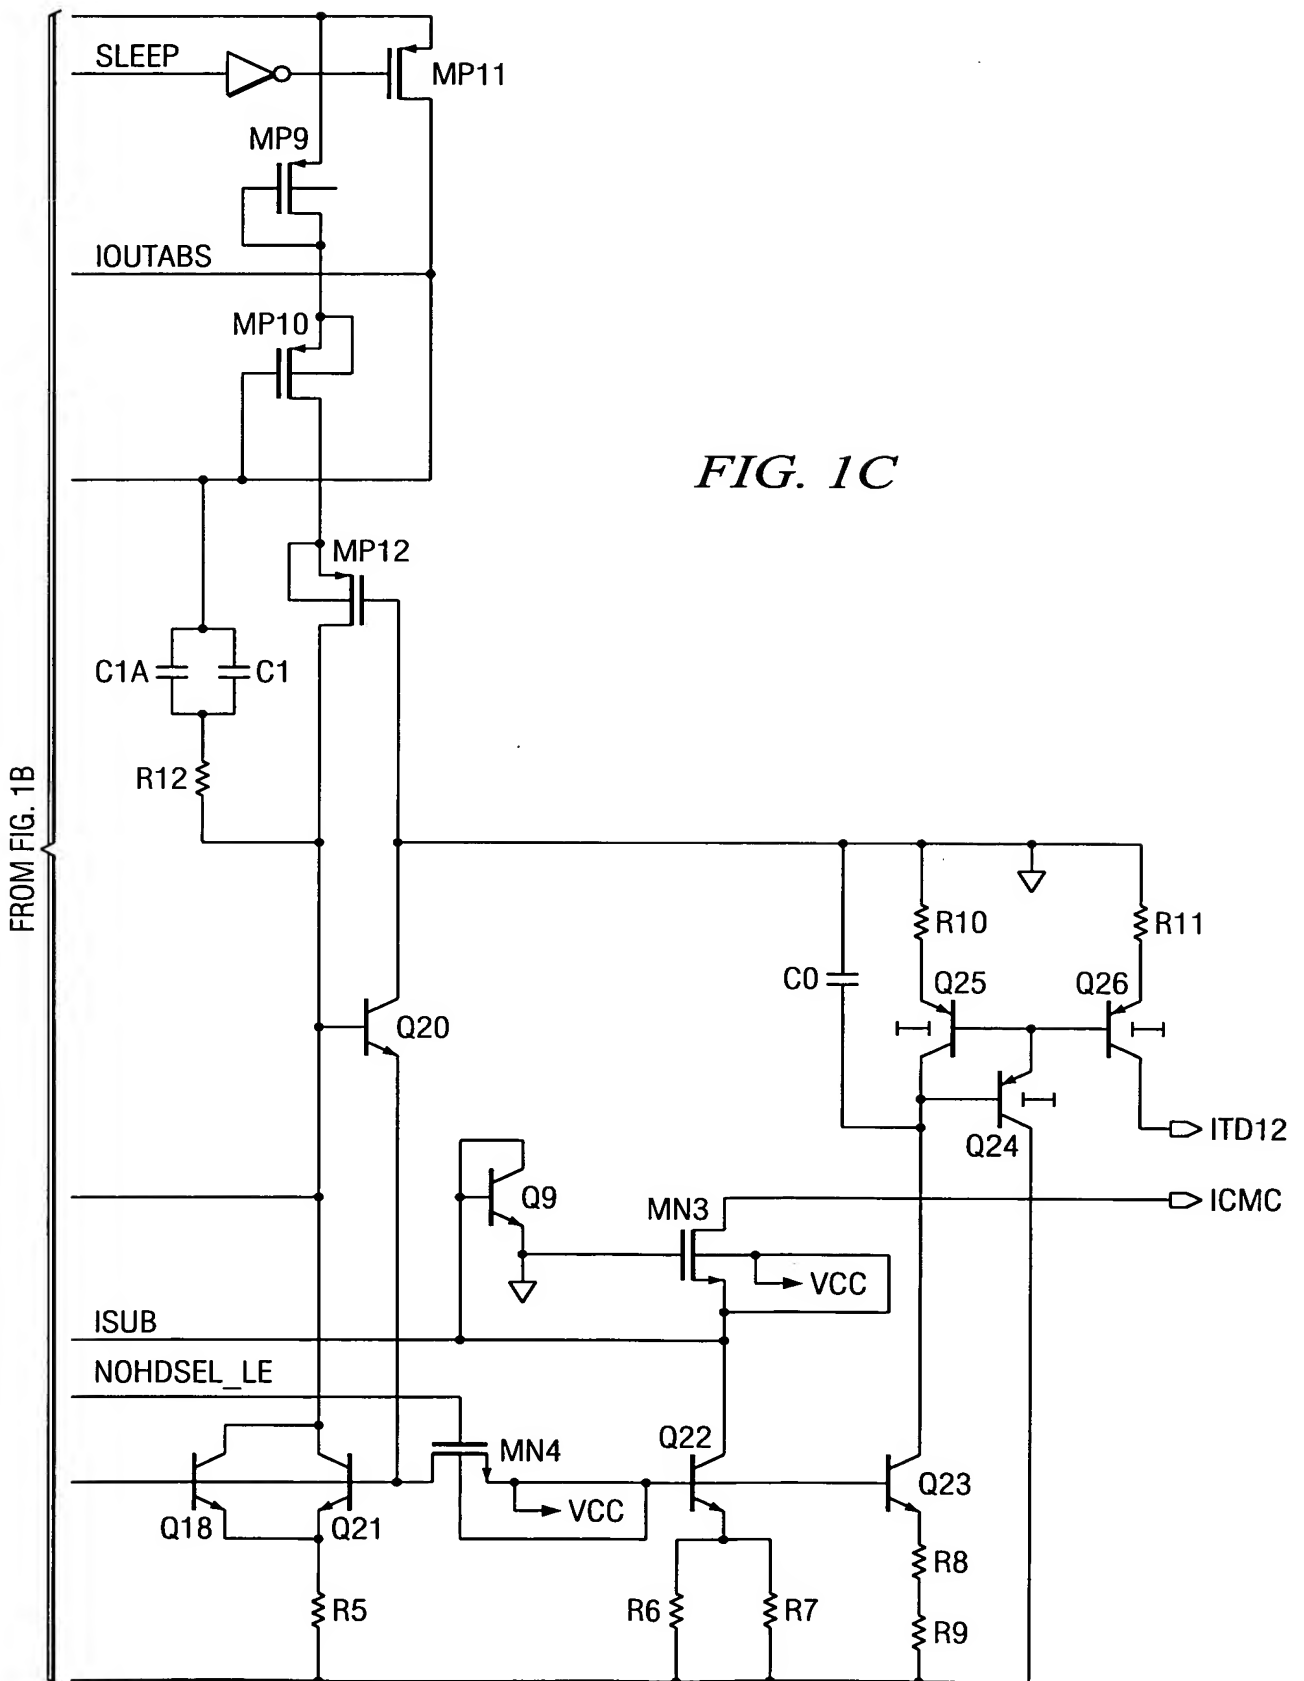 SLEEP
MP11
MP9
IOUTABS
MP10
FIG. 1C
MP12
C1A
C1
R12
FROM FIG. 1B
R10
R11
C0
Q25
Q26
Q20
ITD12
Q24
Q9
MN3
ICMC
VCC
ISUB
NOHDSEL_LE
Q22
MN4
Q23
VCC
Q18
Q21
R8
R5
R6
R7
R9